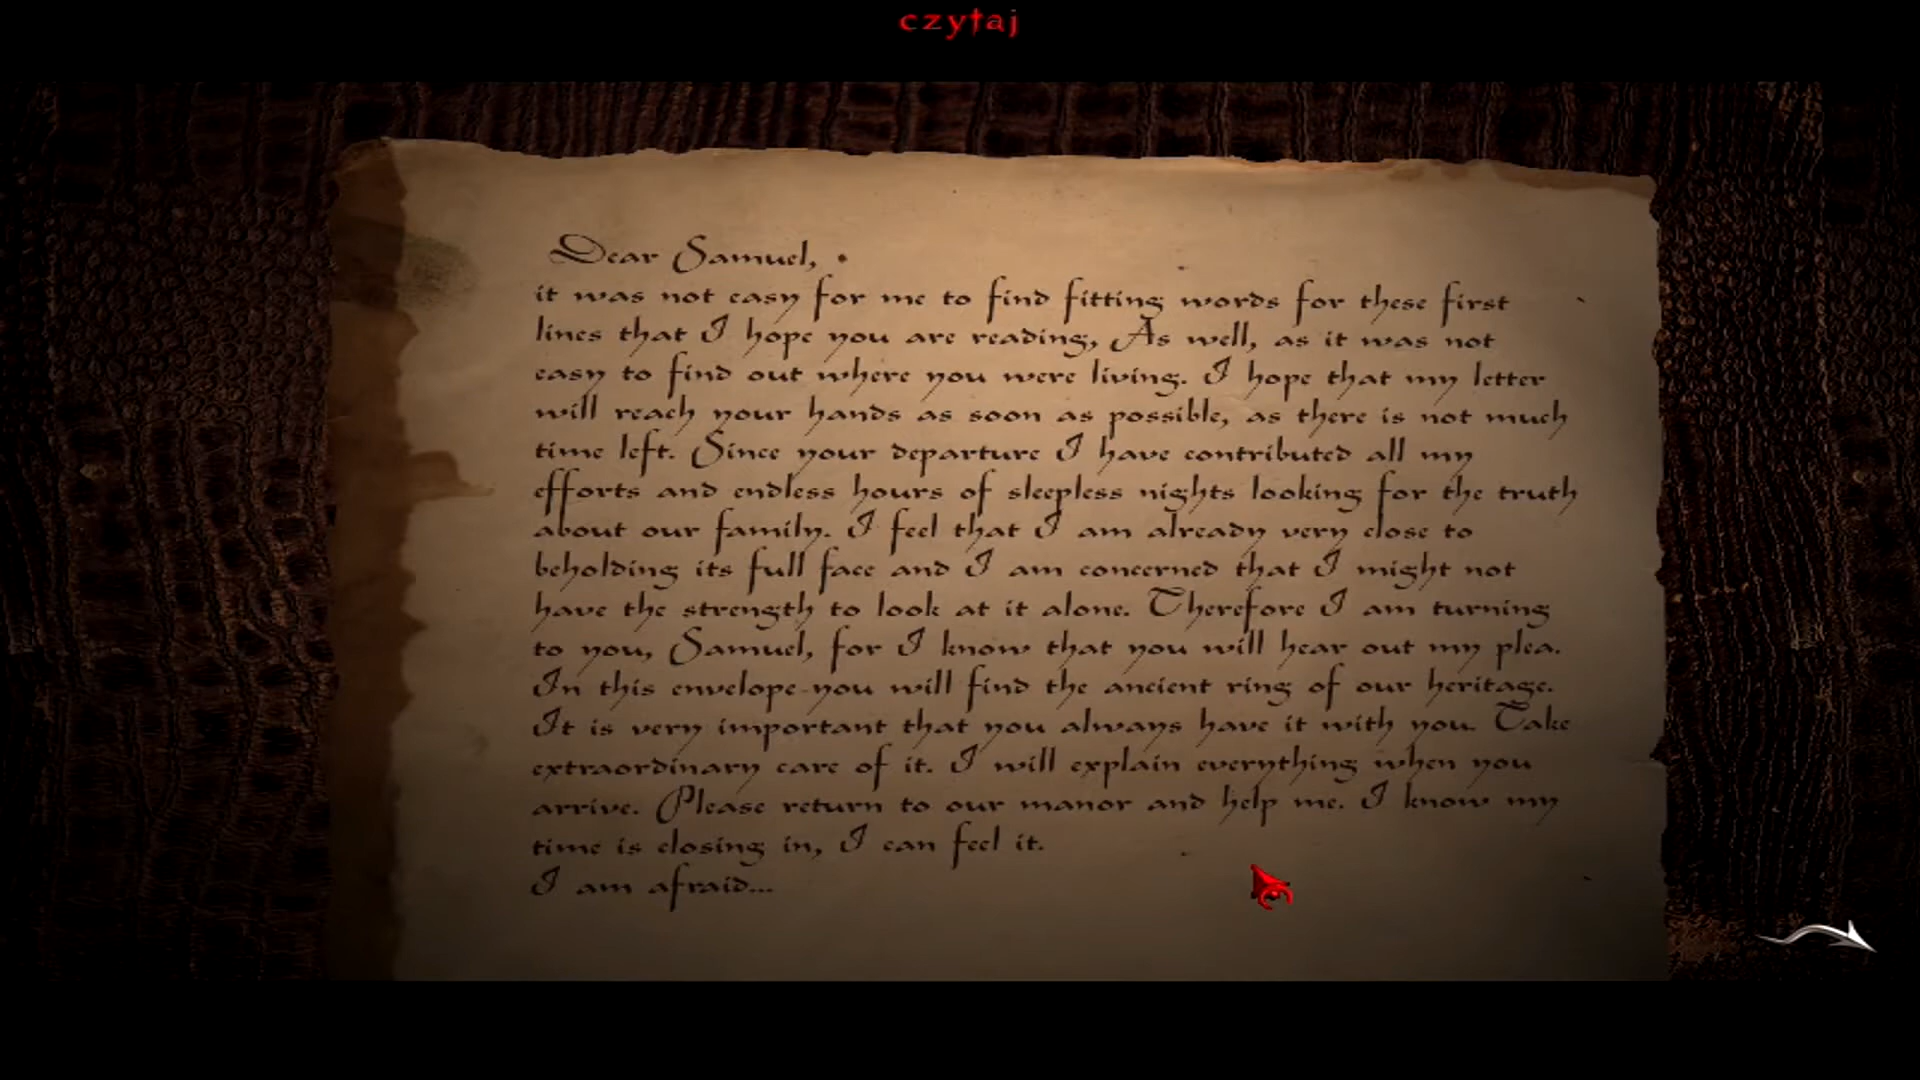 czytaj
Dear Samuel,
it was not easy for me to find fitting words for these first
lines that I hope you are reading, As well, as it was not
easy to find out where you were living. I hope that my letter
will reach your hands as soon as possible, as there is not much
time left. Since your departure I have contributed all my
efforts and endless hours of sleepless nights looking for the truth
about our family. I feel that I am already very close to
beholding its full face and I am concerned that I might not
have the strength to look at it alone. Therefore I am turning
to you, Samuel, for I know that you will hear out my plea.
In this envelope you will find the ancient ring of our heritage.
It is very important that you always have it with you. Take
extraordinary care of it. I will explain everything when you
arrive. Please return to our manor and help me. I know my
time is closing in, I can feel it.
I am afraid...